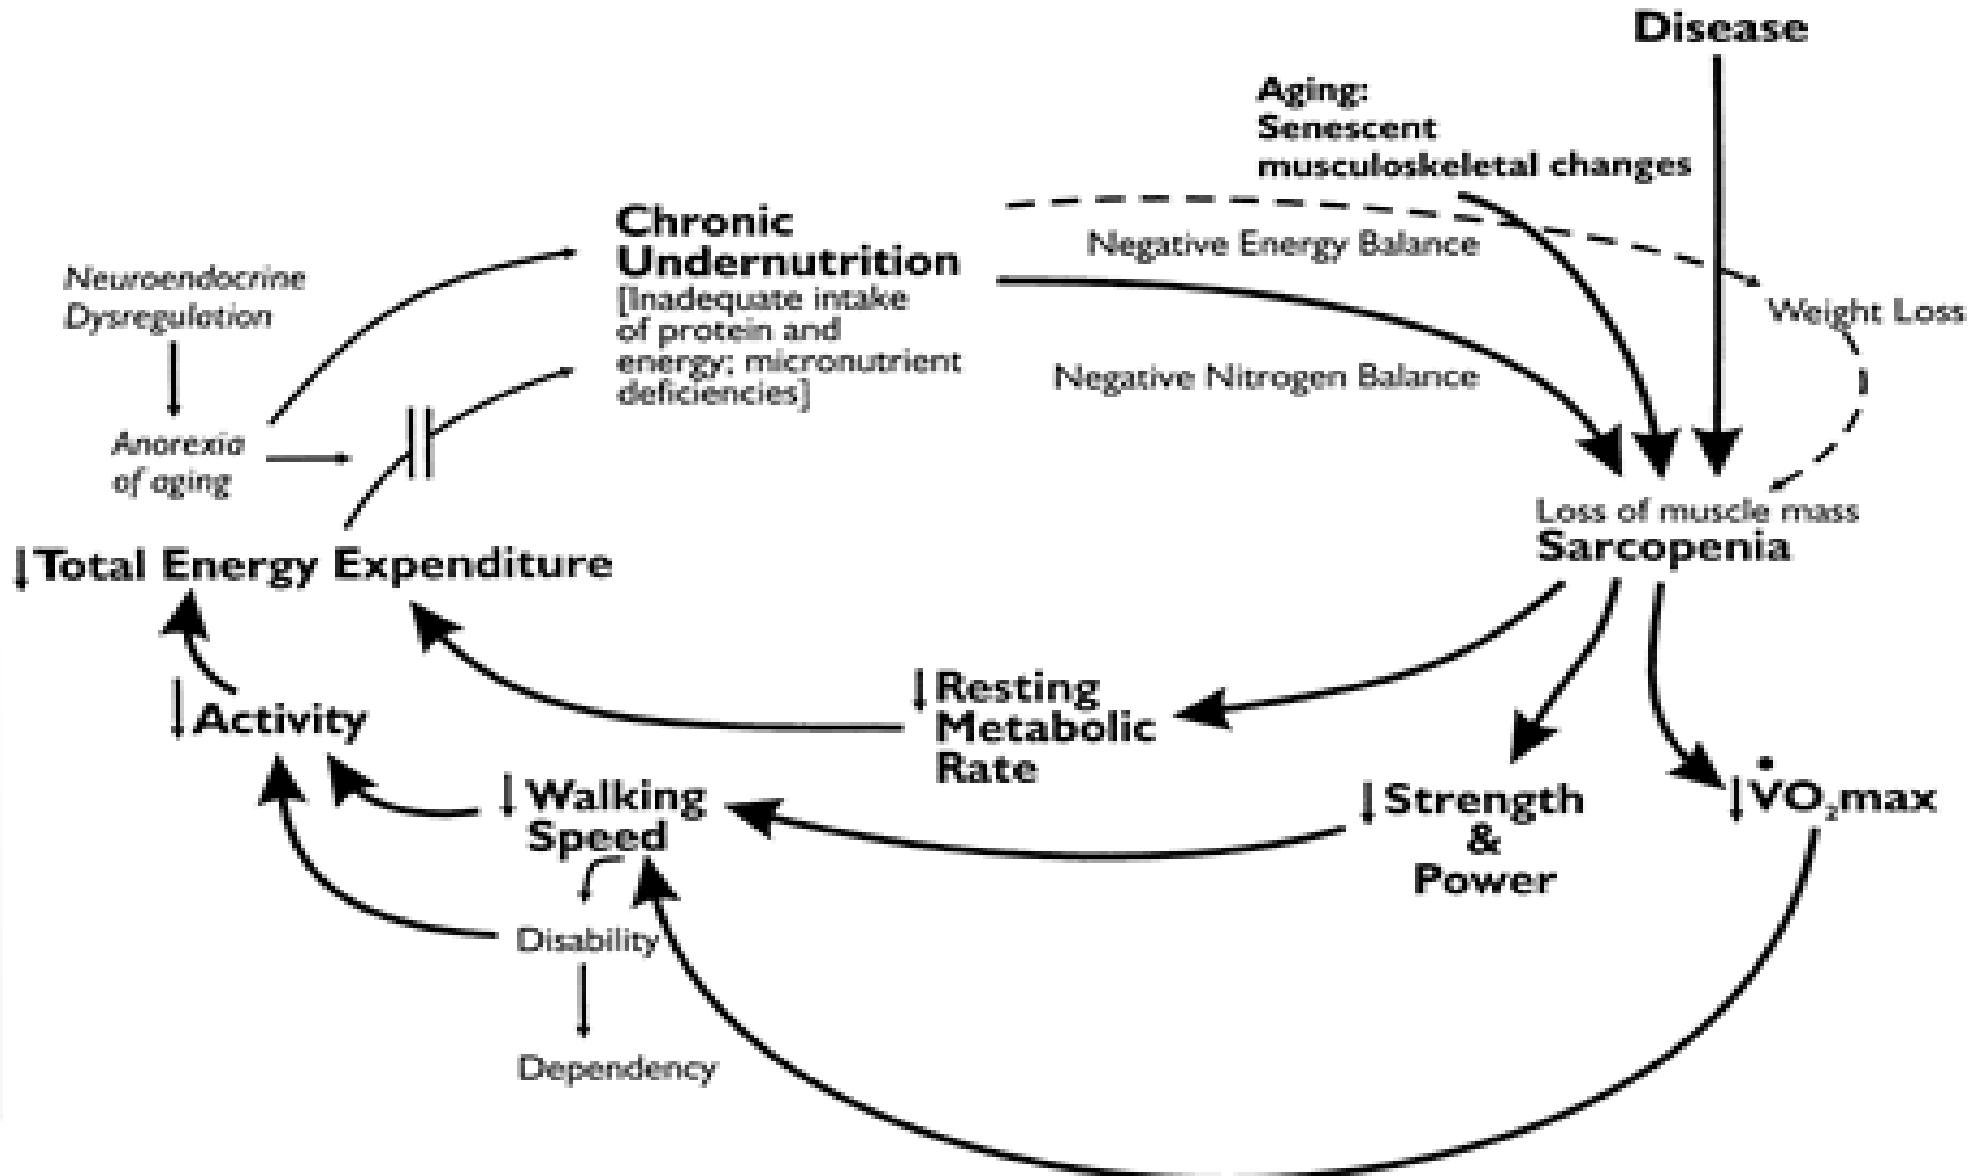 Disease
Aging:
Senescent
musculoskeletal changes
Chronic
Undernutrition
[Inadequate intake
of protein and
energy; micronutrient
deficiencies]
Negative Energy Balance
Neuroendocrine
Dysregulation
Weight Loss
Negative Nitrogen Balance
Anorexia
of aging
Loss of muscle mass
Sarcopenia
↓Total Energy Expenditure
↓Resting
Metabolic
Rate
↓Activity
↓Walking
Speed
↓Strength
&
Power
↓V̇O₂max
Disability
Dependency